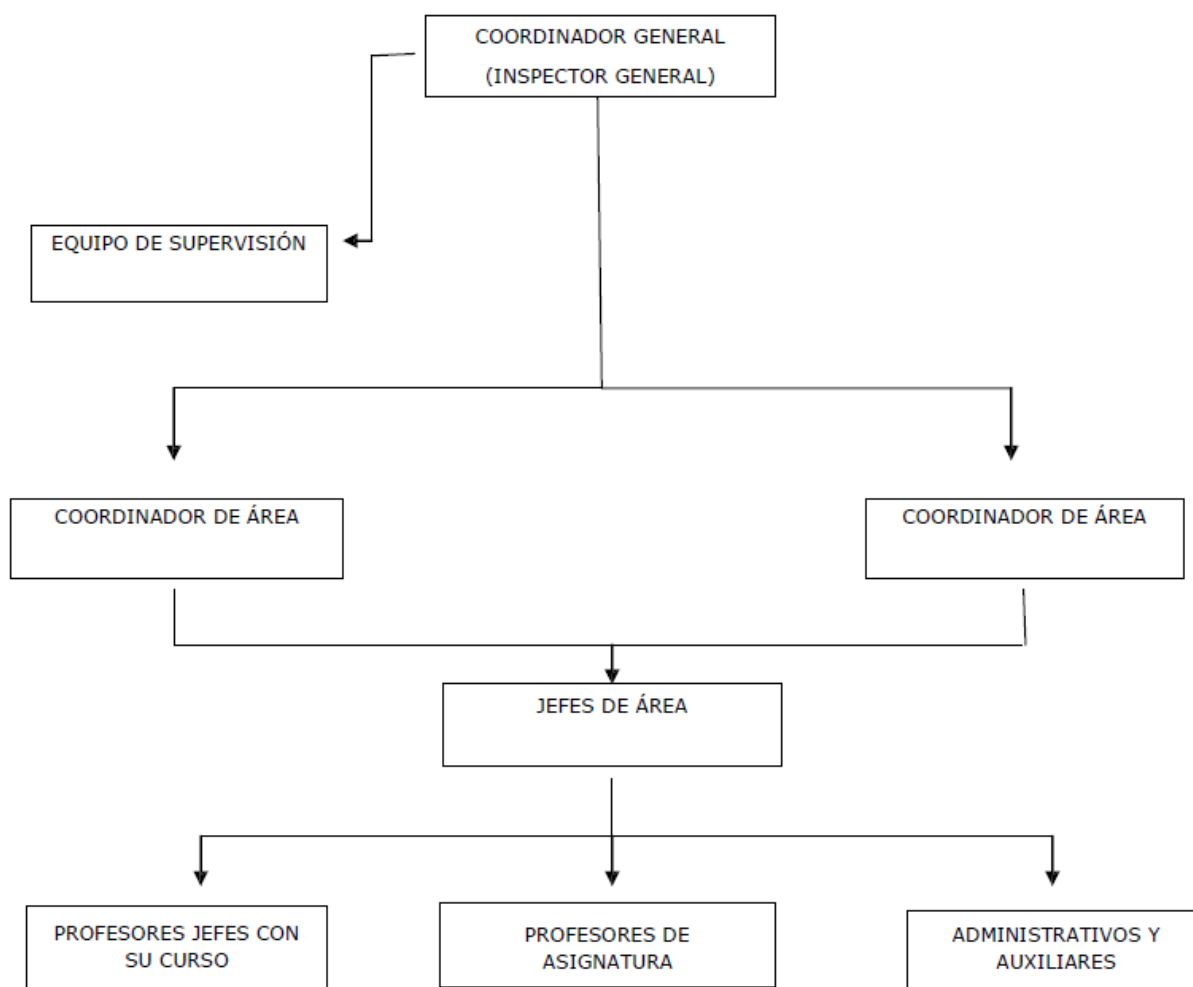 COORDINADOR GENERAL
(INSPECTOR GENERAL)
EQUIPO DE SUPERVISIÓN
COORDINADOR DE ÁREA
COORDINADOR DE ÁREA
JEFES DE ÁREA
PROFESORES JEFES CON
SU CURSO
PROFESORES DE
ASIGNATURA
ADMINISTRATIVOS Y
AUXILIARES